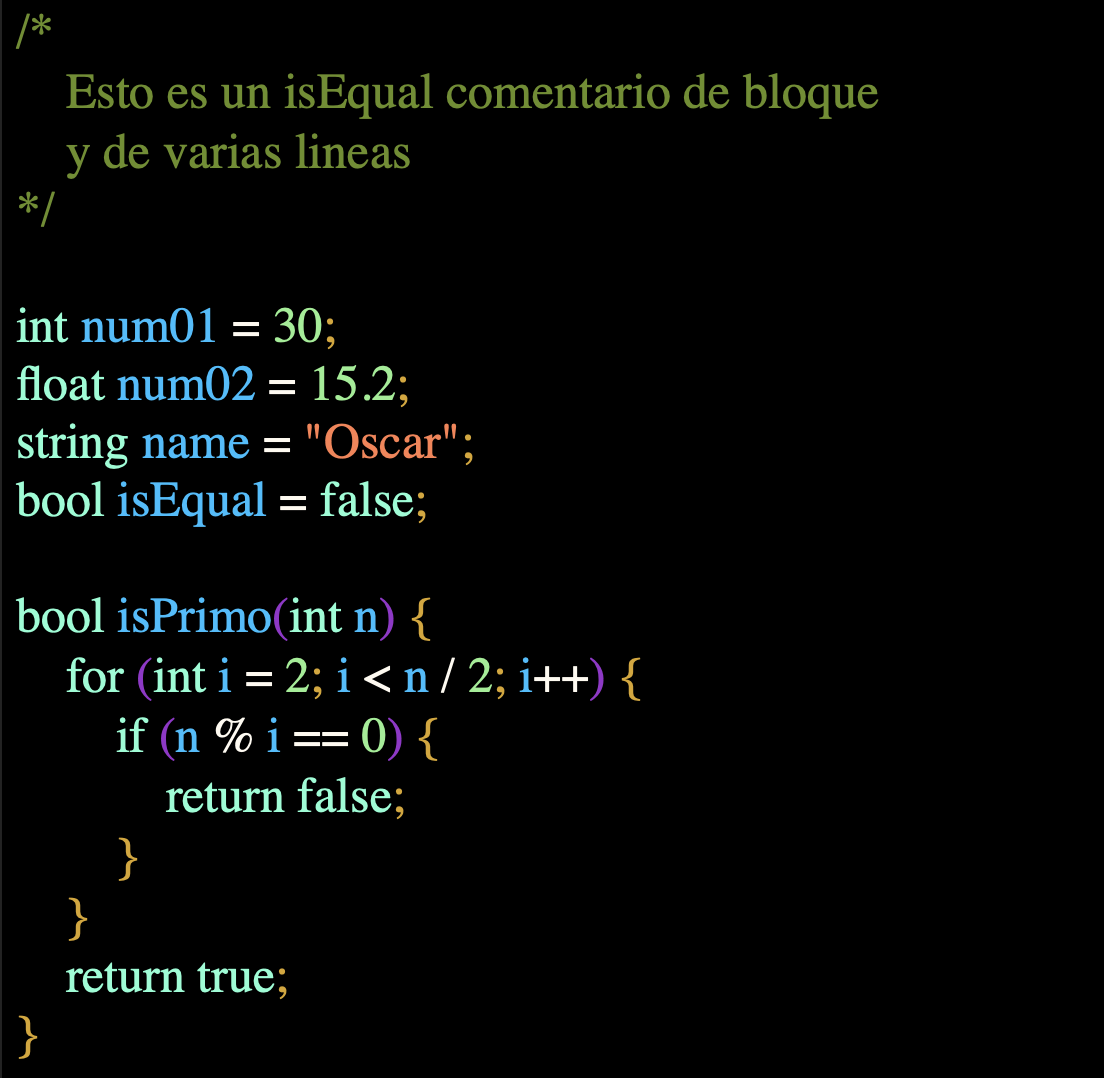 /*
    Esto es un isEqual comentario de bloque
    y de varias lineas
*/

int num01 = 30;
float num02 = 15.2;
string name = "Oscar";
bool isEqual = false;

bool isPrimo(int n) {
    for (int i = 2; i < n / 2; i++) {
        if (n % i == 0) {
            return false;
        }
    }
    return true;
}